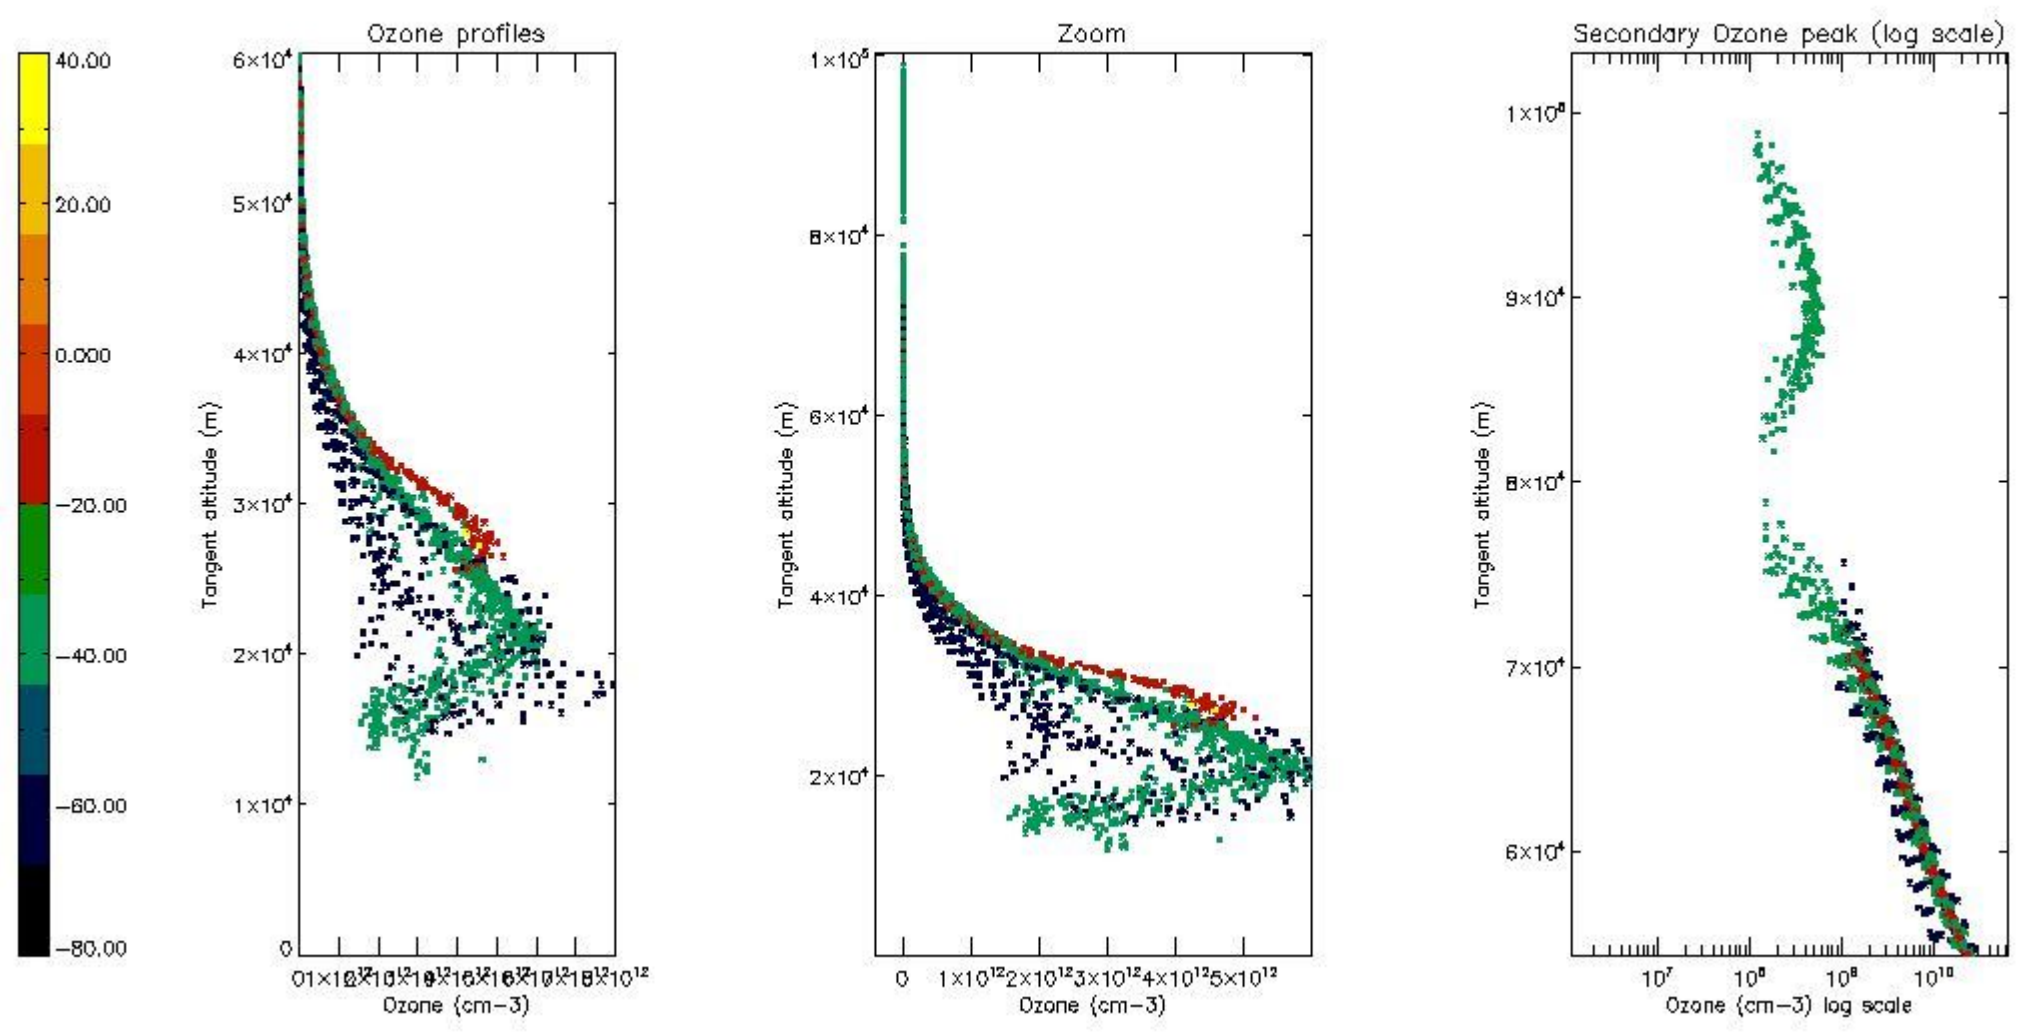 Ozone profiles
Zoom
Secondary Ozone peak (log scale)
40.00
20.00
0.000
−20.00
−40.00
−60.00
−80.00
6×10⁴
5×10⁴
4×10⁴
3×10⁴
2×10⁴
1×10⁴
0
Tangent altitude (m)
Ozone (cm−3)
1×10⁵
8×10⁴
6×10⁴
4×10⁴
2×10⁴
Tangent altitude (m)
0 1×10¹² 2×10¹² 3×10¹² 4×10¹² 5×10¹²
Ozone (cm−3)
9×10⁴
8×10⁴
7×10⁴
6×10⁴
Tangent altitude (m)
10⁷ 10⁸ 10⁹ 10¹⁰
Ozone (cm−3) log scale